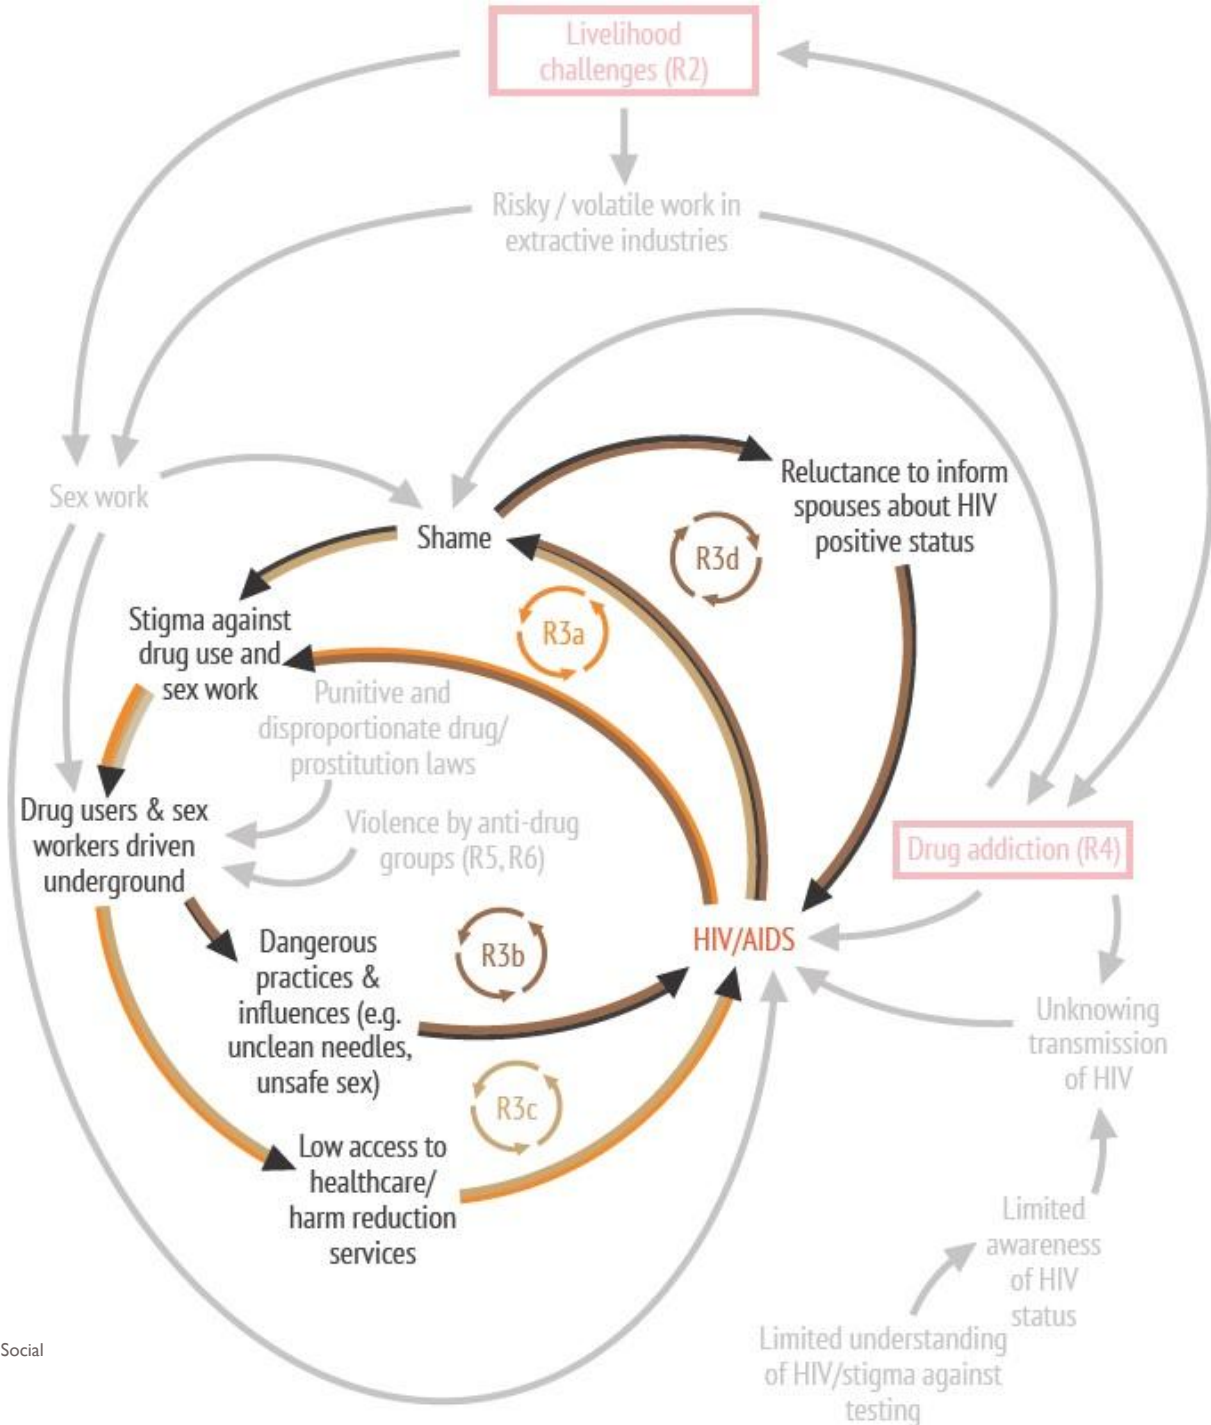 Livelihood
challenges (R2)
Risky / volatile work in
extractive industries
Sex work
Shame
Reluctance to inform
spouses about HIV
positive status
R3d
R3a
Stigma against
drug use and
sex work
Punitive and
disproportionate drug/
prostitution laws
Drug users & sex
workers driven
underground
Violence by anti-drug
groups (R5, R6)
Drug addiction (R4)
HIV/AIDS
R3b
Dangerous
practices &
influences (e.g.
unclean needles,
unsafe sex)
Unknowing
transmission
of HIV
R3c
Low access to
healthcare/
harm reduction
services
Limited
awareness
of HIV
status
Social
Limited understanding
of HIV/stigma against
testing